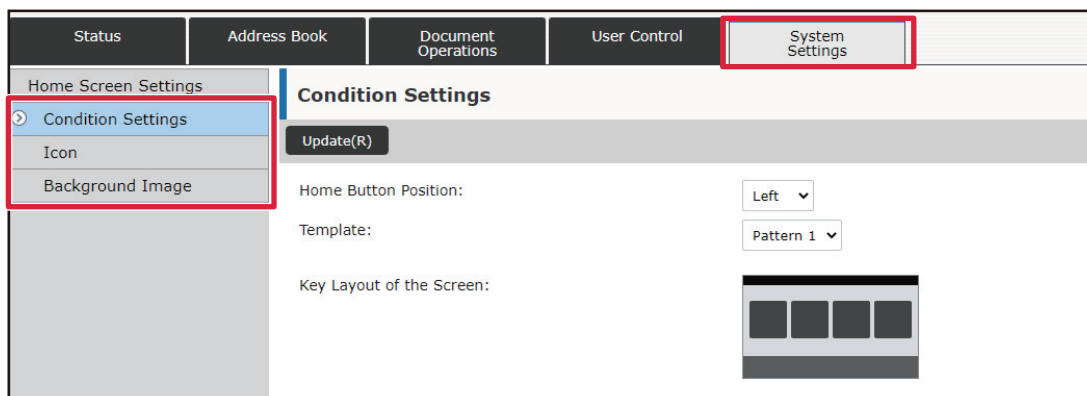 Status
Address Book
Document
Operations
User Control
System
Settings
Home Screen Settings
Condition Settings
Icon
Background Image
Condition Settings
Update(R)
Home Button Position:
Left
Template:
Pattern 1
Key Layout of the Screen: